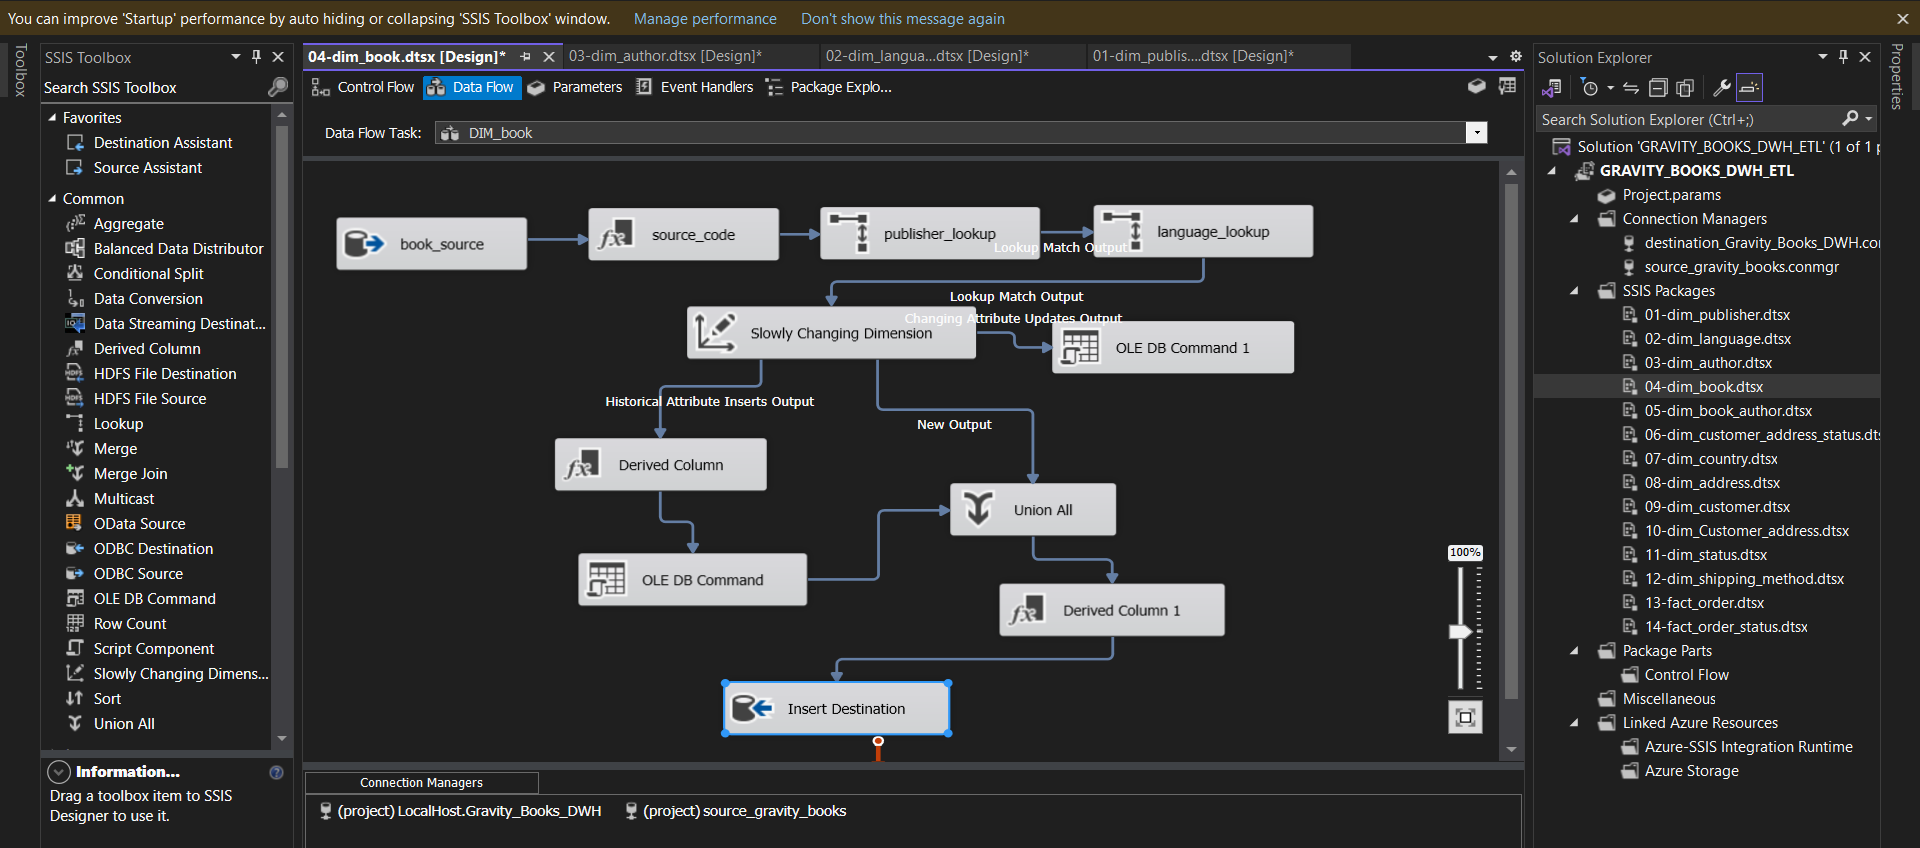 You can improve 'Startup' performance by auto hiding or collapsing 'SSIS Toolbox' window. Manage performance Don't show this message again
Toolbox
SSIS Toolbox
Search SSIS Toolbox
Favorites
Destination Assistant
Source Assistant
Common
Aggregate
Balanced Data Distributor
Conditional Split
Data Conversion
Data Streaming Destinat...
Derived Column
HDFS File Destination
HDFS File Source
Lookup
Merge
Merge Join
Multicast
OData Source
ODBC Destination
ODBC Source
OLE DB Command
Row Count
Script Component
Slowly Changing Dimens...
Sort
Union All
Information...
Drag a toolbox item to SSIS
Designer to use it.
04-dim_book.dtsx [Design]* 03-dim_author.dtsx [Design]* 02-dim_langua...dtsx [Design]* 01-dim_publis....dtsx [Design]*
Control Flow Data Flow Parameters Event Handlers Package Explo...
Data Flow Task: DIM_book
book_source
source_code
publisher_lookup
language_lookup
Lookup Match Output
Lookup Match Output
Changing Attribute Updates Output
Slowly Changing Dimension
OLE DB Command 1
Historical Attribute Inserts Output
New Output
Derived Column
Union All
OLE DB Command
Derived Column 1
Insert Destination
100%
Connection Managers
(project) LocalHost.Gravity_Books_DWH (project) source_gravity_books
Solution Explorer
Search Solution Explorer (Ctrl+;)
Solution 'GRAVITY_BOOKS_DWH_ETL' (1 of 1 p
GRAVITY_BOOKS_DWH_ETL
Project.params
Connection Managers
destination_Gravity_Books_DWH.con
source_gravity_books.conmgr
SSIS Packages
01-dim_publisher.dtsx
02-dim_language.dtsx
03-dim_author.dtsx
04-dim_book.dtsx
05-dim_book_author.dtsx
06-dim_customer_address_status.dts
07-dim_country.dtsx
08-dim_address.dtsx
09-dim_customer.dtsx
10-dim_Customer_address.dtsx
11-dim_status.dtsx
12-dim_shipping_method.dtsx
13-fact_order.dtsx
14-fact_order_status.dtsx
Package Parts
Control Flow
Miscellaneous
Linked Azure Resources
Azure-SSIS Integration Runtime
Azure Storage
Properties